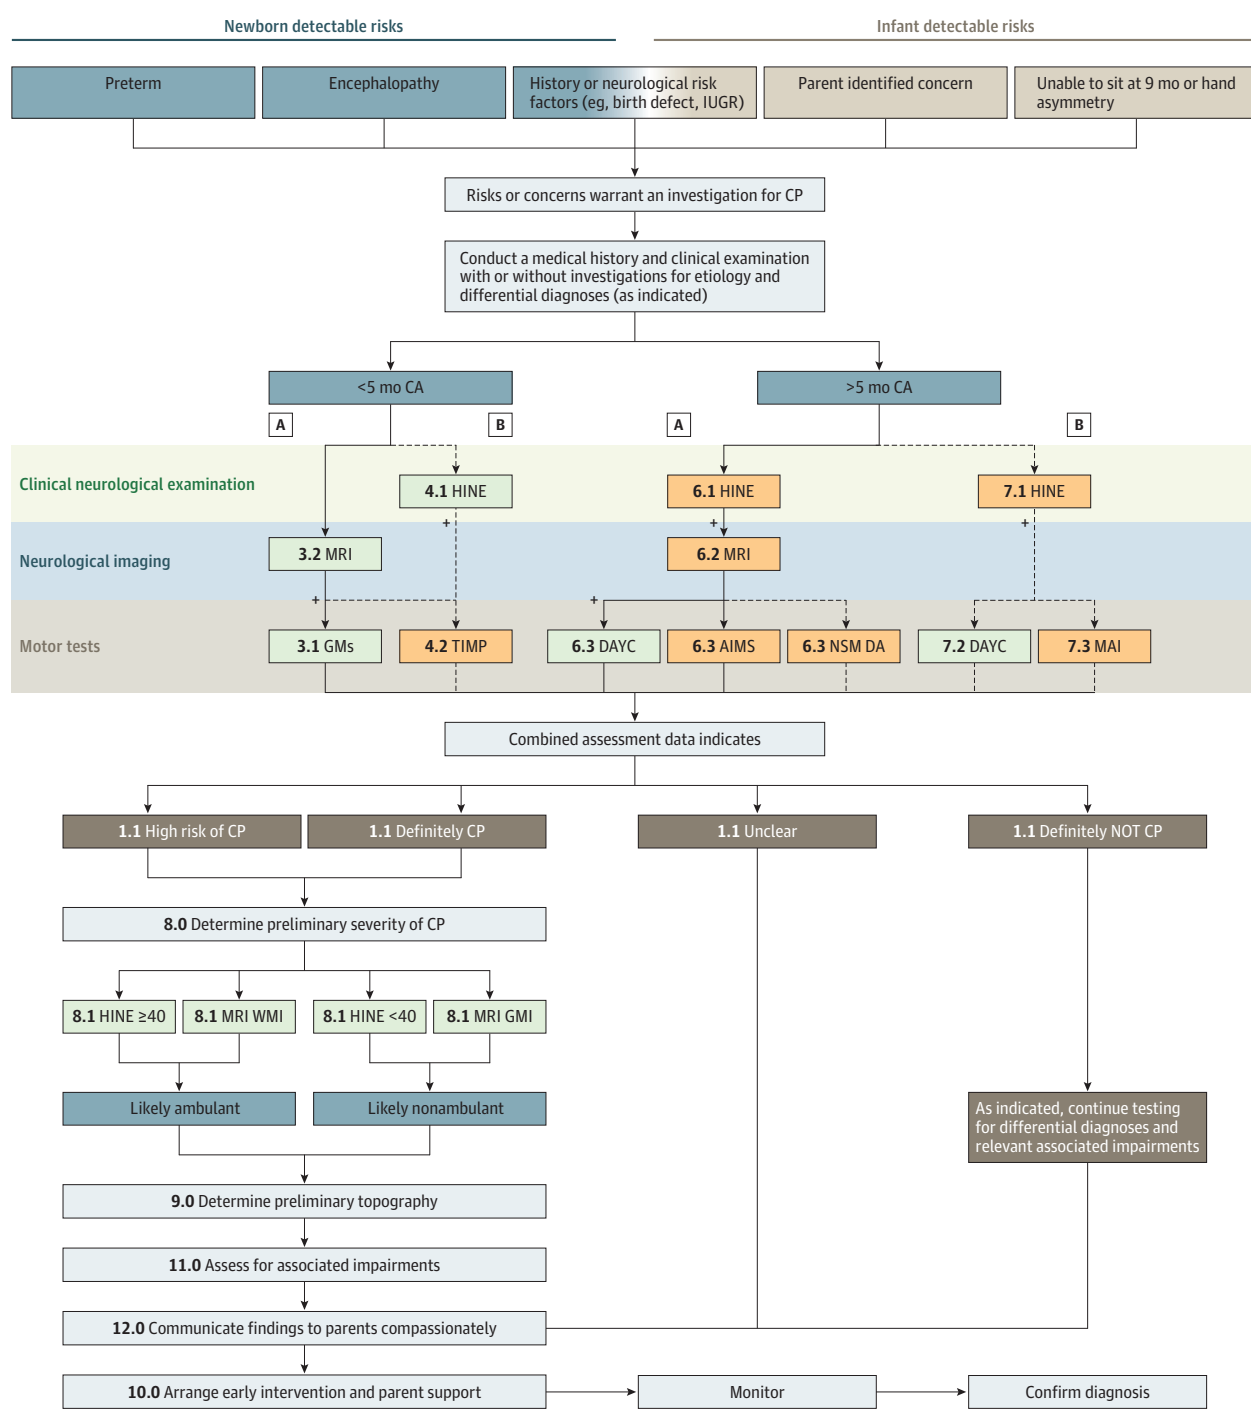 Newborn detectable risks
Infant detectable risks
Preterm
Encephalopathy
History or neurological risk
factors (eg, birth defect, IUGR)
Parent identified concern
Unable to sit at 9 mo or hand
asymmetry
Risks or concerns warrant an investigation for CP
Conduct a medical history and clinical examination
with or without investigations for etiology and
differential diagnoses (as indicated)
<5 mo CA
>5 mo CA
A
B
A
B
Clinical neurological examination
4.1 HINE
6.1 HINE
7.1 HINE
+
+
+
Neurological imaging
3.2 MRI
6.2 MRI
+
+
Motor tests
3.1 GMs
4.2 TIMP
6.3 DAYC
6.3 AIMS
6.3 NSM DA
7.2 DAYC
7.3 MAI
Combined assessment data indicates
1.1 High risk of CP
1.1 Definitely CP
1.1 Unclear
1.1 Definitely NOT CP
8.0 Determine preliminary severity of CP
8.1 HINE ≥40
8.1 MRI WMI
8.1 HINE <40
8.1 MRI GMI
Likely ambulant
Likely nonambulant
As indicated, continue testing
for differential diagnoses and
relevant associated impairments
9.0 Determine preliminary topography
11.0 Assess for associated impairments
12.0 Communicate findings to parents compassionately
10.0 Arrange early intervention and parent support
Monitor
Confirm diagnosis